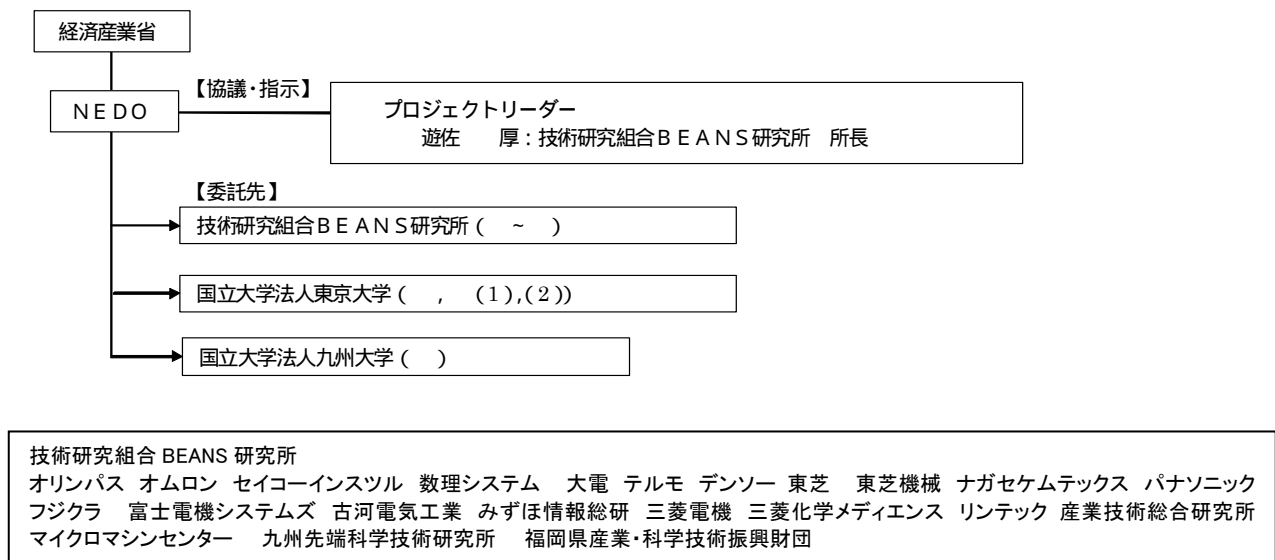 経済産業省
NEDO
【協議・指示】
プロジェクトリーダー
遊佐　厚:技術研究組合BEANS研究所　所長
【委託先】
技術研究組合BEANS研究所(　~　)
国立大学法人東京大学(　,　(1),(2))
国立大学法人九州大学(　)
技術研究組合 BEANS 研究所
オリンパス オムロン セイコーインスツル 数理システム 大電 テルモ デンソー 東芝 東芝機械 ナガセケムテックス パナソニック
フジクラ 富士電機システムズ 古河電気工業 みずほ情報総研 三菱電機 三菱化学メディエンス リンテック 産業技術総合研究所
マイクロマシンセンター 九州先端科学技術研究所 福岡県産業・科学技術振興財団